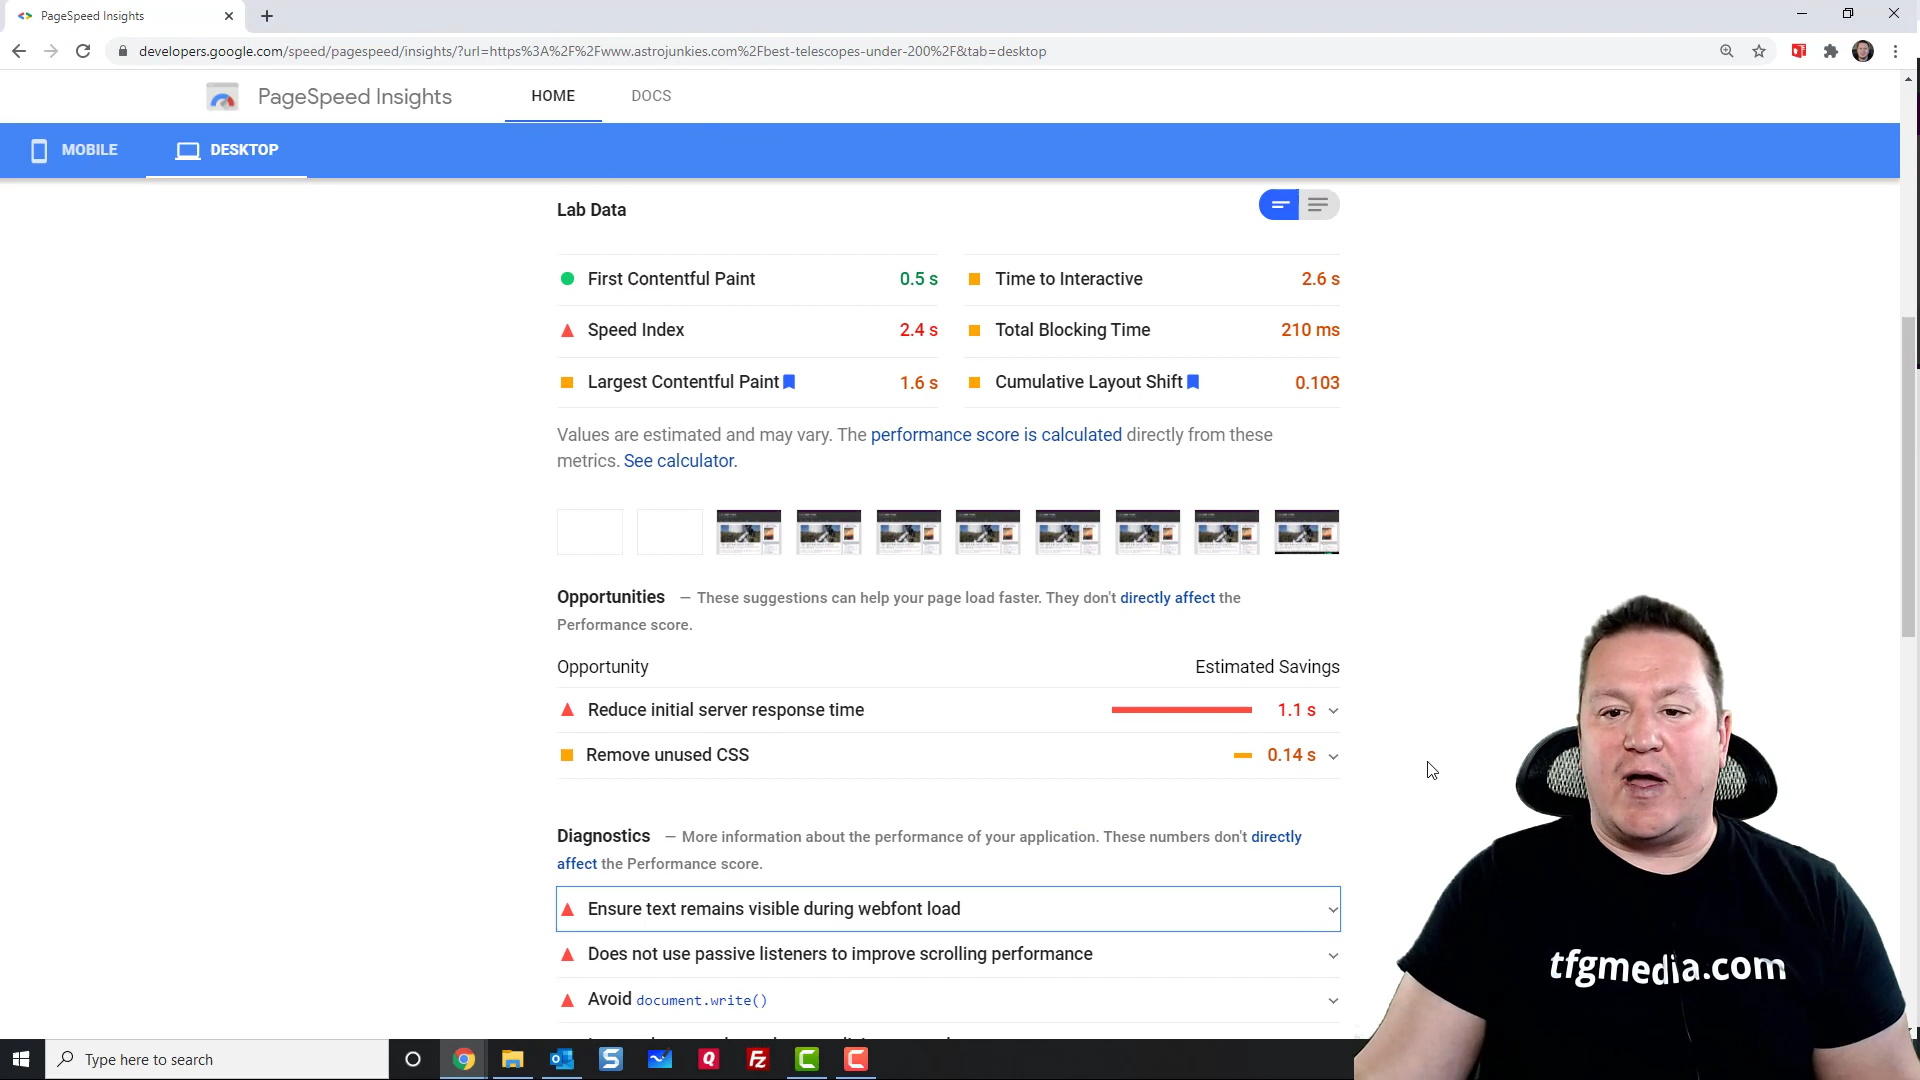 PageSpeed Insights
developers.google.com/speed/pagespeed/insights/?url=https%3A%2F%2Fwww.astrojunkies.com%2Fbest-telescopes-under-200%2F&tab=desktop
PageSpeed Insights HOME DOCS
MOBILE DESKTOP
Lab Data
First Contentful Paint 0.5 s Time to Interactive 2.6 s
Speed Index 2.4 s Total Blocking Time 210 ms
Largest Contentful Paint 1.6 s Cumulative Layout Shift 0.103
Values are estimated and may vary. The performance score is calculated directly from these
metrics. See calculator.
Opportunities — These suggestions can help your page load faster. They don't directly affect the
Performance score.
Opportunity Estimated Savings
Reduce initial server response time 1.1 s
Remove unused CSS 0.14 s
Diagnostics — More information about the performance of your application. These numbers don't directly
affect the Performance score.
Ensure text remains visible during webfont load
Does not use passive listeners to improve scrolling performance
Avoid document.write()
tfgmedia.com
Type here to search